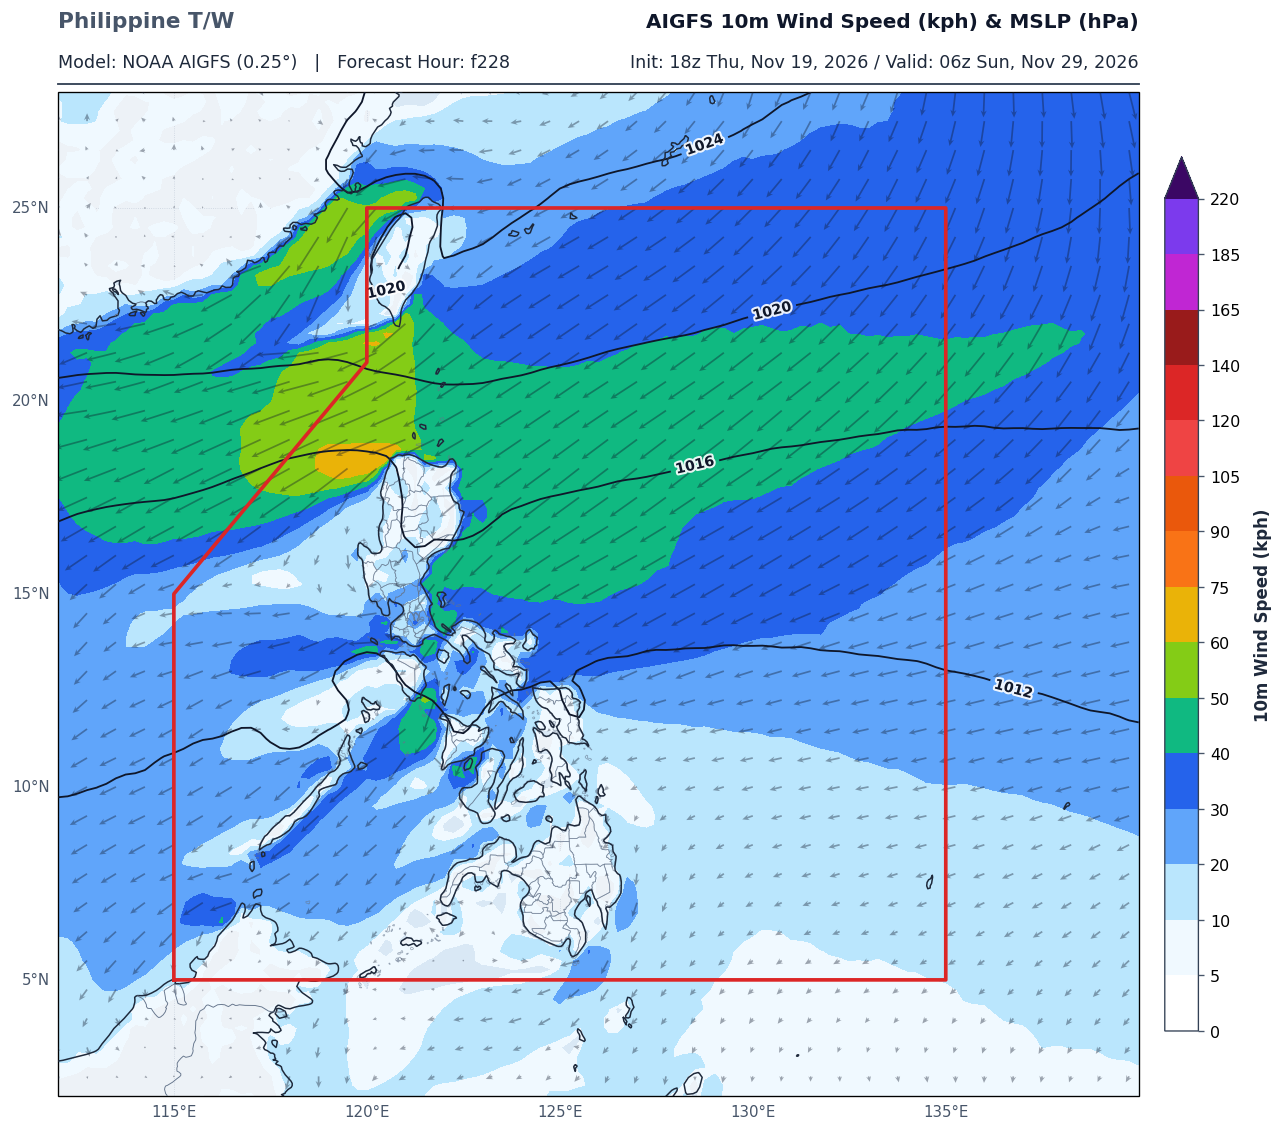 Philippine T/W
AIGFS 10m Wind Speed (kph) & MSLP (hPa)
Model: NOAA AIGFS (0.25°) | Forecast Hour: f228
Init: 18z Thu, Nov 19, 2026 / Valid: 06z Sun, Nov 29, 2026
1024
1020
1020
1016
1012
25°N
20°N
15°N
10°N
5°N
115°E
120°E
125°E
130°E
135°E
220
185
165
140
120
105
90
75
60
50
40
30
20
10
5
0
10m Wind Speed (kph)